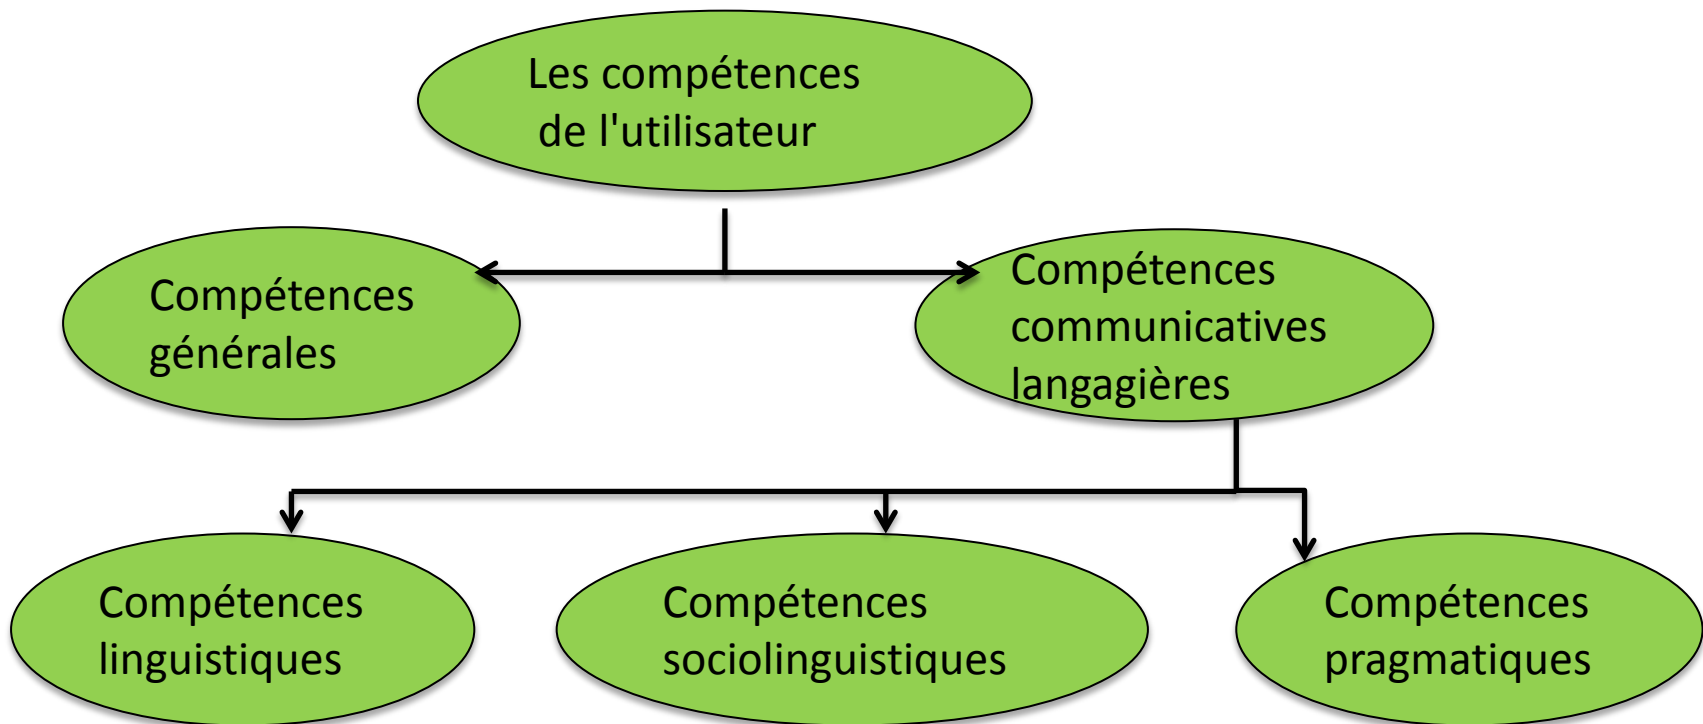 Les compétences
de l'utilisateur
Compétences
générales
Compétences
communicatives
langagières
Compétences
linguistiques
Compétences
sociolinguistiques
Compétences
pragmatiques